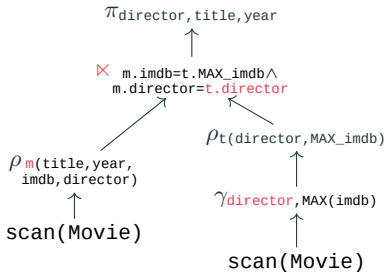 π director,title,year
⋉ m.imdb=t.MAX_imdb∧
m.director=t.director
ρ m(title,year,
imdb,director)
ρ t(director,MAX_imdb)
γ director,MAX(imdb)
scan(Movie)
scan(Movie)